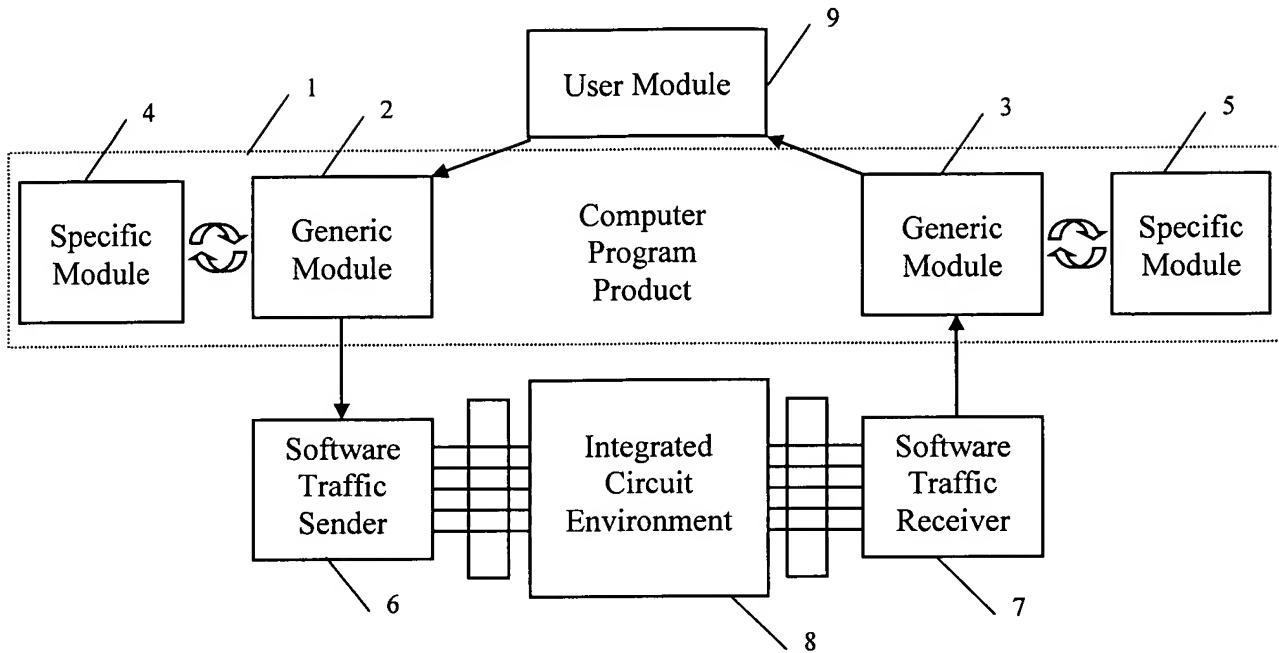 9
User Module
1
4
2
3
5
Specific
Module
Generic
Module
Computer
Program
Product
Generic
Module
Specific
Module
Software
Traffic
Sender
Integrated
Circuit
Environment
Software
Traffic
Receiver
6
8
7